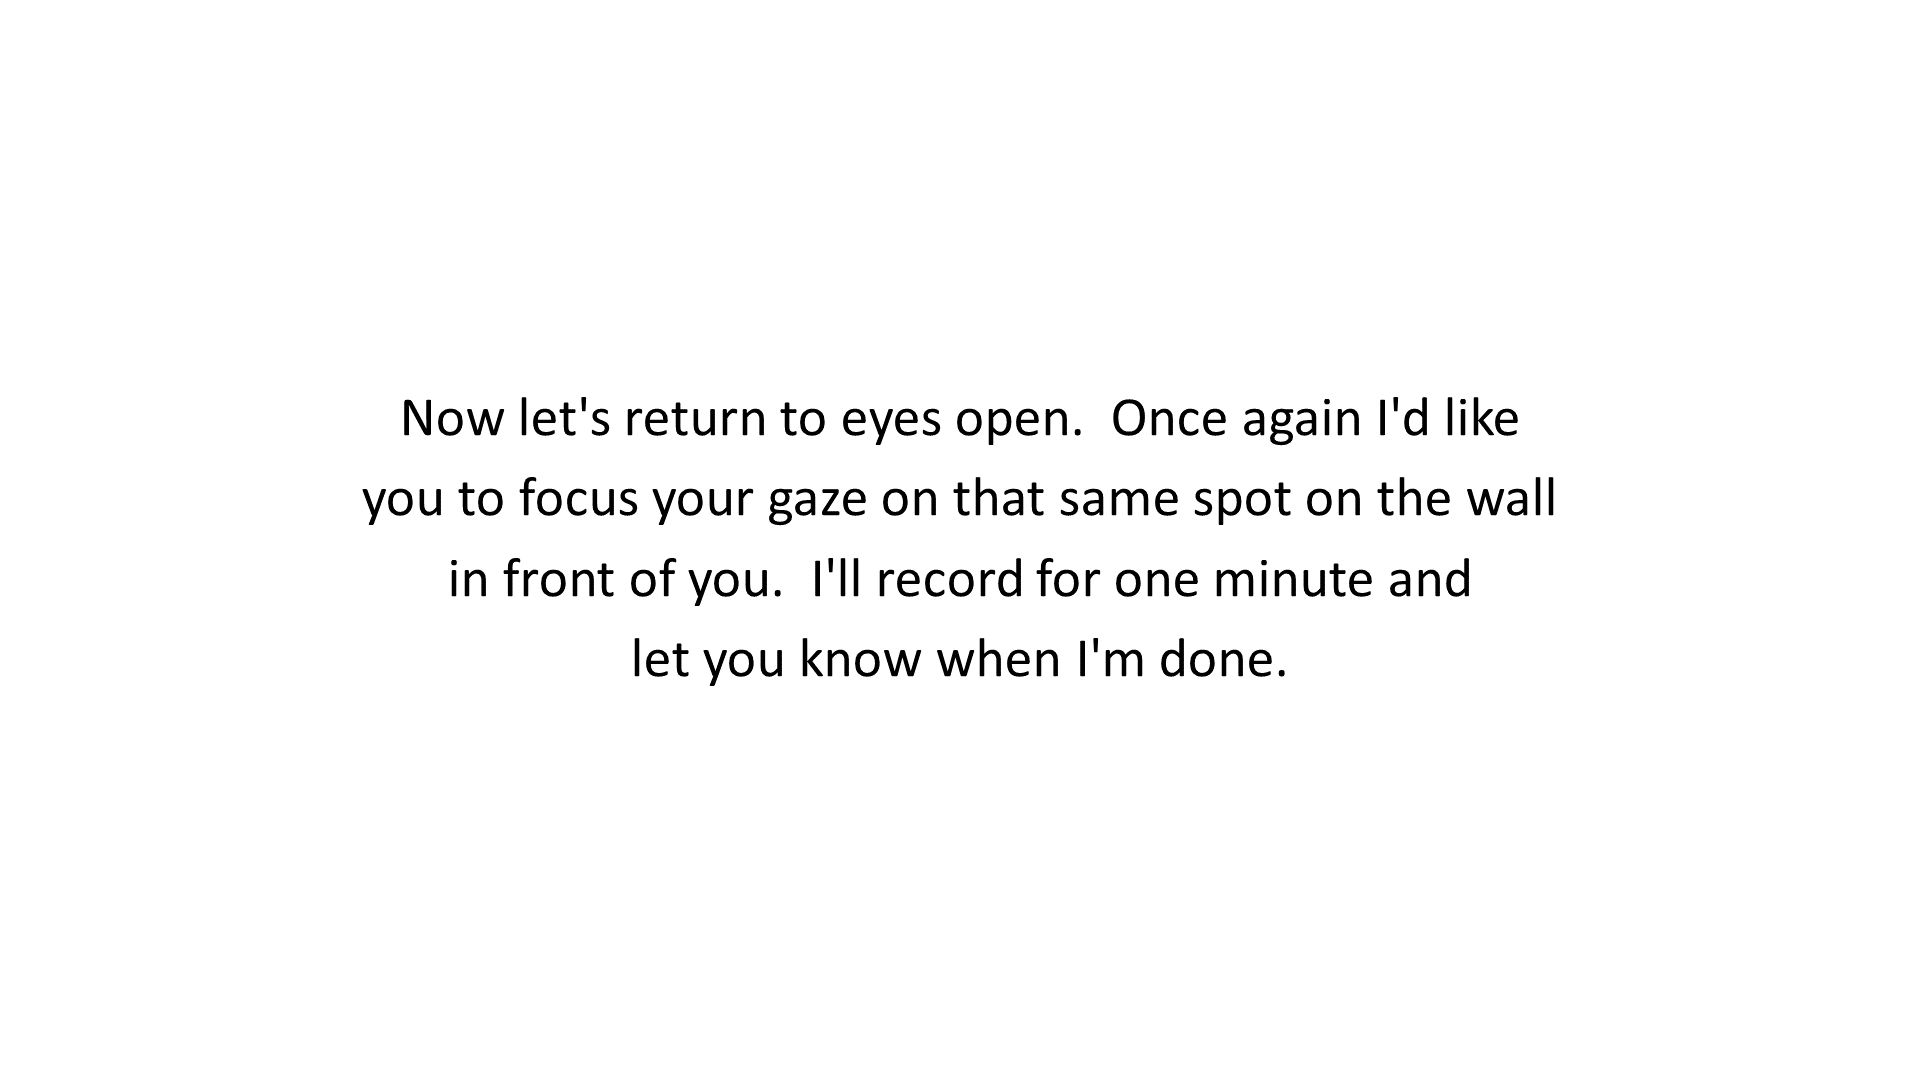 Now let's return to eyes open.  Once again I'd like
you to focus your gaze on that same spot on the wall
in front of you.  I'll record for one minute and
let you know when I'm done.